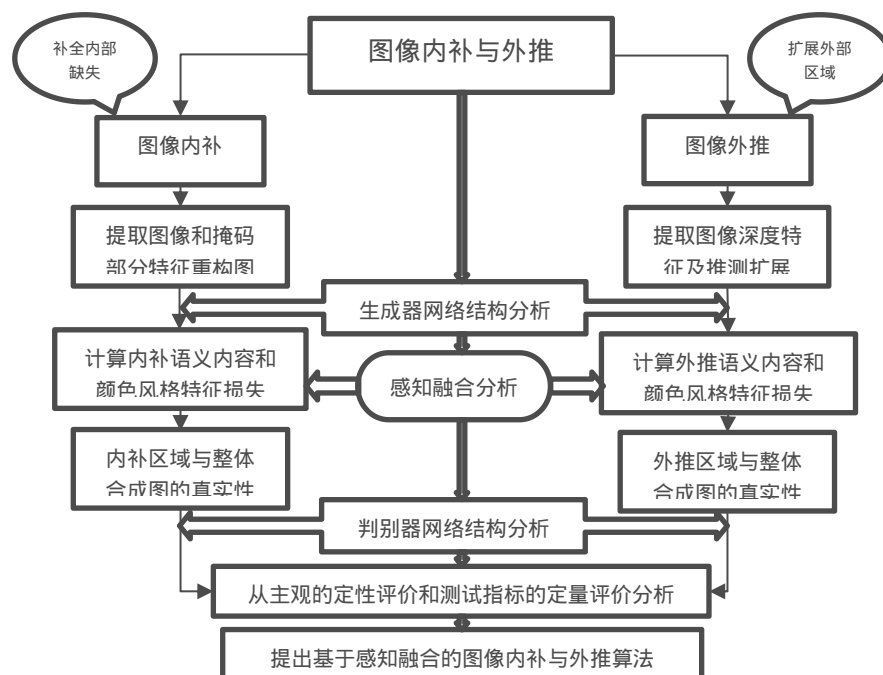 补全内部
缺失
图像内补与外推
扩展外部
区域
图像内补
图像外推
提取图像和掩码
部分特征重构图
提取图像深度特
征及推测扩展
生成器网络结构分析
计算内补语义内容和
颜色风格特征损失
感知融合分析
计算外推语义内容和
颜色风格特征损失
内补区域与整体
合成图的真实性
外推区域与整体
合成图的真实性
判别器网络结构分析
从主观的定性评价和测试指标的定量评价分析
提出基于感知融合的图像内补与外推算法